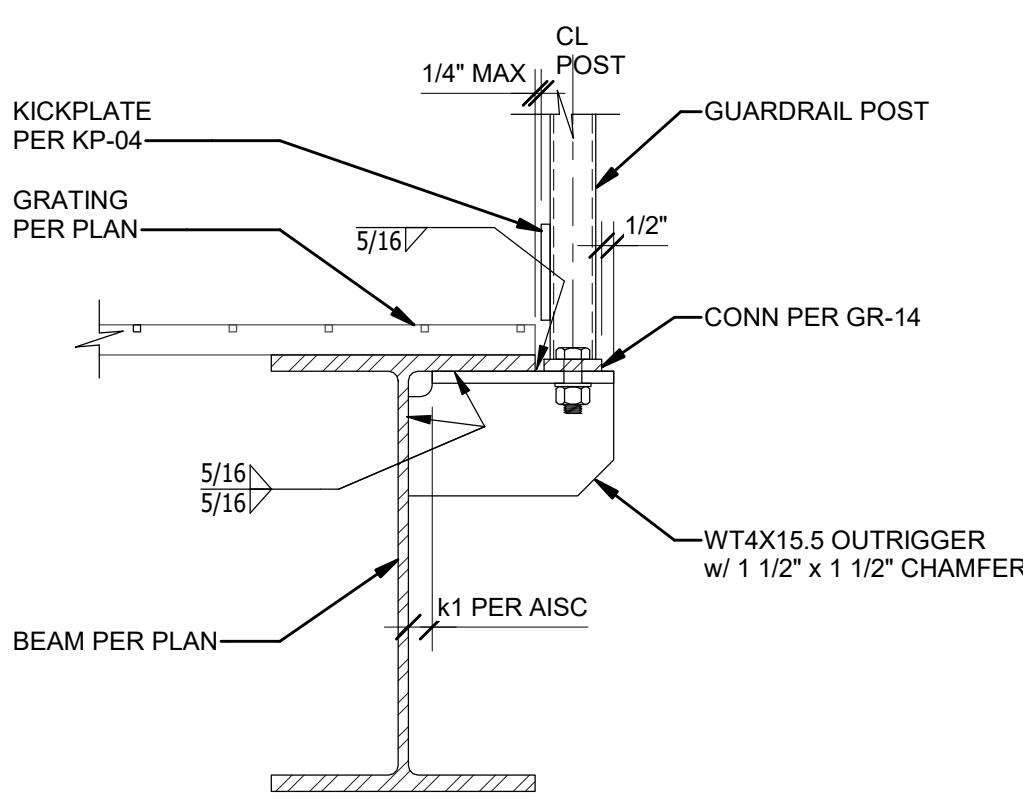 CL
POST
1/4" MAX
KICKPLATE
PER KP-04
GUARDRAIL POST
GRATING
PER PLAN
5/16
1/2"
CONN PER GR-14
5/16
5/16
WT4X15.5 OUTRIGGER
w/ 1 1/2" x 1 1/2" CHAMFER
k1 PER AISC
BEAM PER PLAN